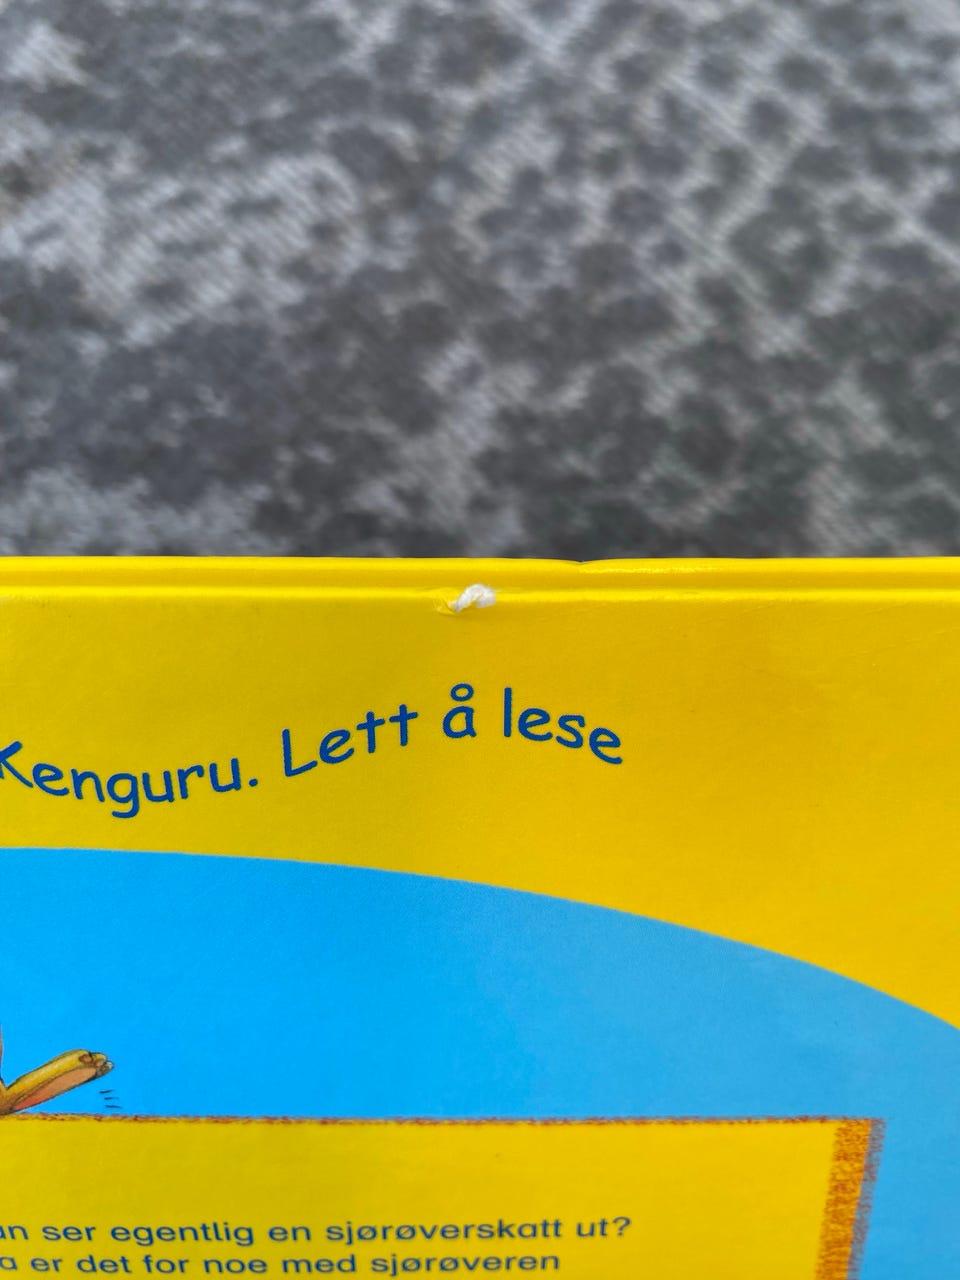 Kenguru. Lett å lese
ser egentlig en sjørøverskatt ut?
er det for noe med sjørøveren